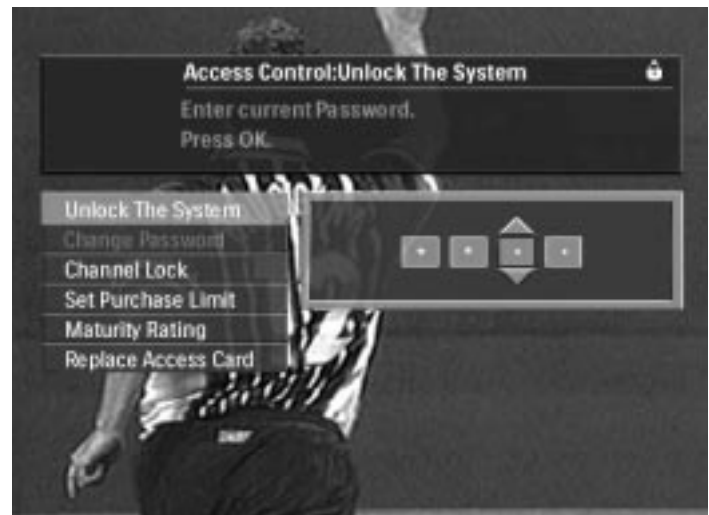 Access Control:Unlock The System
Enter current Password.
Press OK.
Unlock The System
Change Password
Channel Lock
Set Purchase Limit
Maturity Rating
Replace Access Card